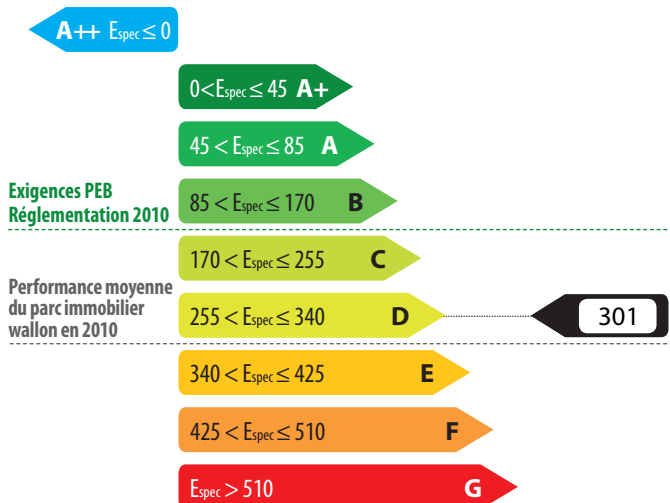 A++ Espec ≤ 0
0<Espec ≤ 45 A+
45 < Espec ≤ 85 A
Exigences PEB
Réglementation 2010
85 < Espec ≤ 170 B
170 < Espec ≤ 255 C
Performance moyenne
du parc immobilier
wallon en 2010
255 < Espec ≤ 340 D
301
340 < Espec ≤ 425 E
425 < Espec ≤ 510 F
Espec > 510 G